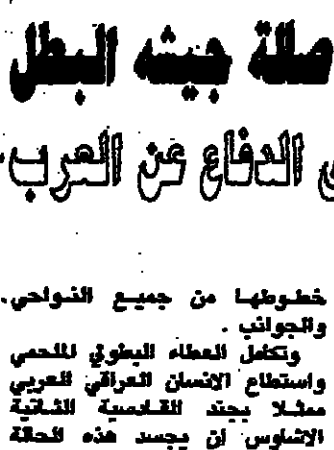 صالة جيشه البطل
الدفاع عن العرب
خطوطها من جميع النواحي.
والجوانب .
وتكامل العطاء البطولي الملحمي
واستطاع الانسان العراقي العربي
ممثلا بجند القادسية الثانية
الاشاوس ان يجسد هذه الحالة